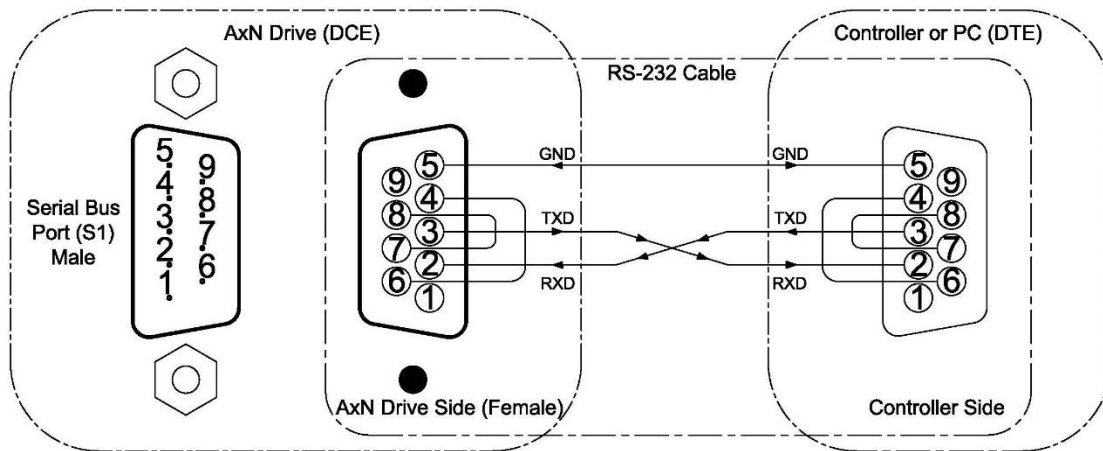 AxN Drive (DCE)
Controller or PC (DTE)
RS-232 Cable
Serial Bus
Port (S1)
Male
5
9
4
8
3
7
2
6
1
5
9
4
8
3
7
2
6
1
GND
GND
TXD
TXD
RXD
RXD
5
9
4
8
3
7
2
6
1
AxN Drive Side (Female)
Controller Side